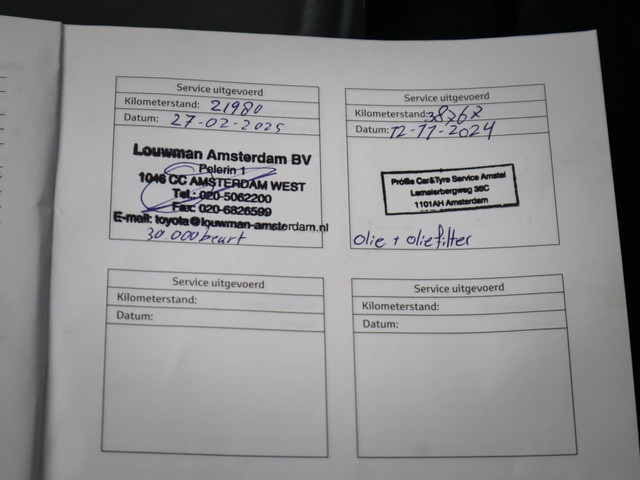 Service uitgevoerd
Kilometerstand: 21980
Datum: 27-02-2025
Louwman Amsterdam BV
Pelerin 1
1046 CC AMSTERDAM WEST
Tel.: 020-5062200
Fax: 020-6826599
E-mail: toyota@louwman-amsterdam.nl
30.000 beurt
Service uitgevoerd
Kilometerstand: 38767
Datum: 12-11-2024
Profile Car&Tyre Service Amstel
Lemelerbergweg 36C
1101AH Amsterdam
olie + oliefilter
Service uitgevoerd
Kilometerstand:
Datum:
Service uitgevoerd
Kilometerstand:
Datum: